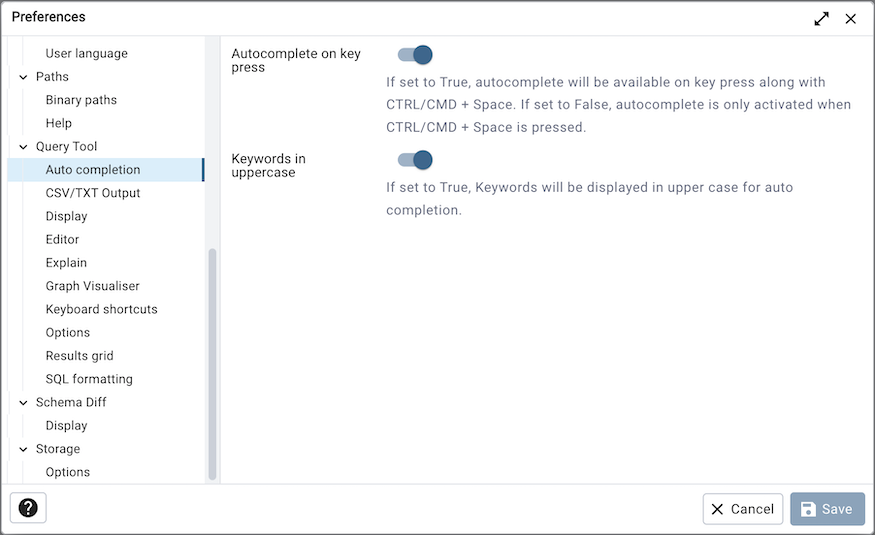 Preferences
User language
Paths
Binary paths
Help
Query Tool
Auto completion
CSV/TXT Output
Display
Editor
Explain
Graph Visualiser
Keyboard shortcuts
Options
Results grid
SQL formatting
Schema Diff
Display
Storage
Options
Autocomplete on key
press
If set to True, autocomplete will be available on key press along with
CTRL/CMD + Space. If set to False, autocomplete is only activated when
CTRL/CMD + Space is pressed.
Keywords in
uppercase
If set to True, Keywords will be displayed in upper case for auto
completion.
?
Cancel
Save